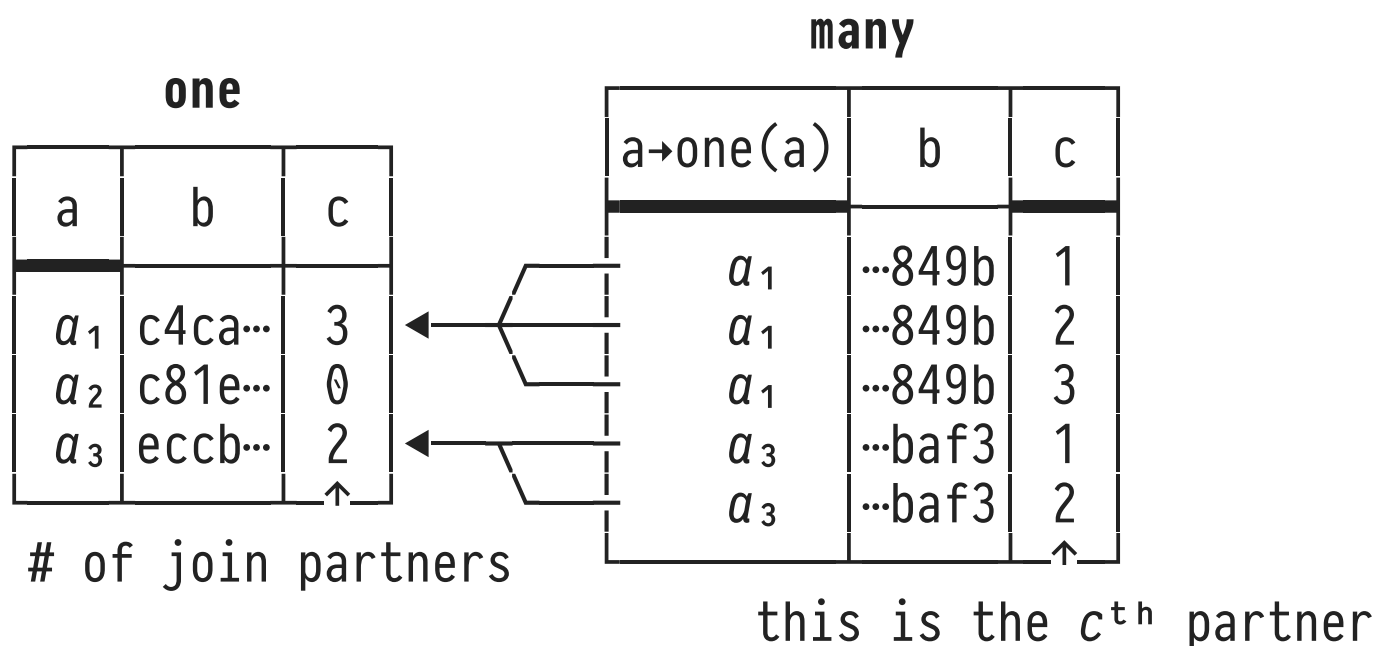 one
a b c
a₁ c4ca··· 3
a₂ c81e··· 0
a₃ eccb··· 2
# of join partners
many
a→one(a) b c
a₁ ···849b 1
a₁ ···849b 2
a₁ ···849b 3
a₃ ···baf3 1
a₃ ···baf3 2
this is the cᵗʰ partner